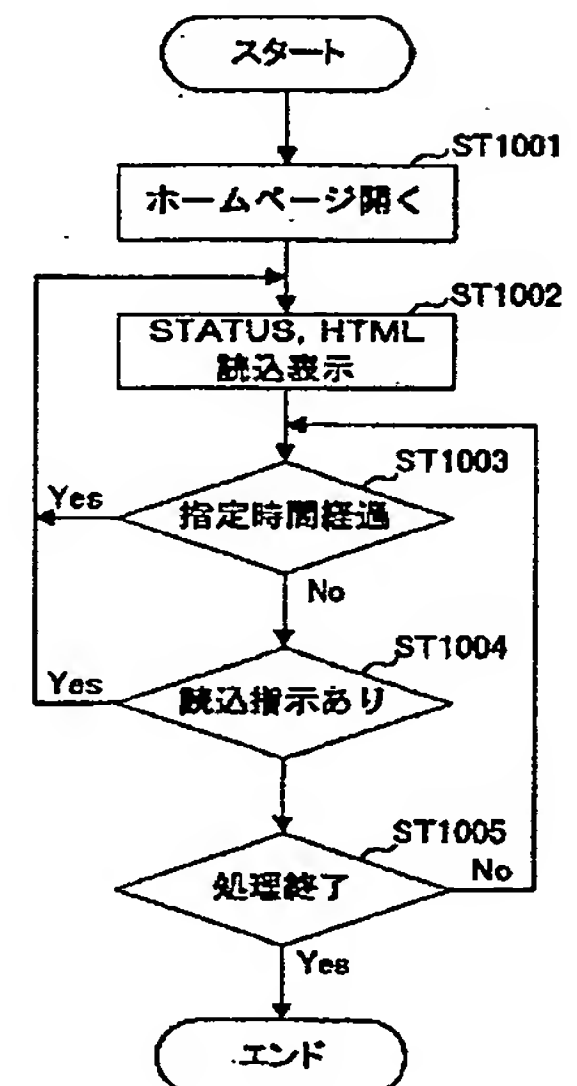 スタート
ST1001
ホームページ開く
ST1002
STATUS, HTML
読込表示
ST1003
指定時間経過
Yes
No
ST1004
読込指示あり
Yes
ST1005
処理終了
No
Yes
エンド